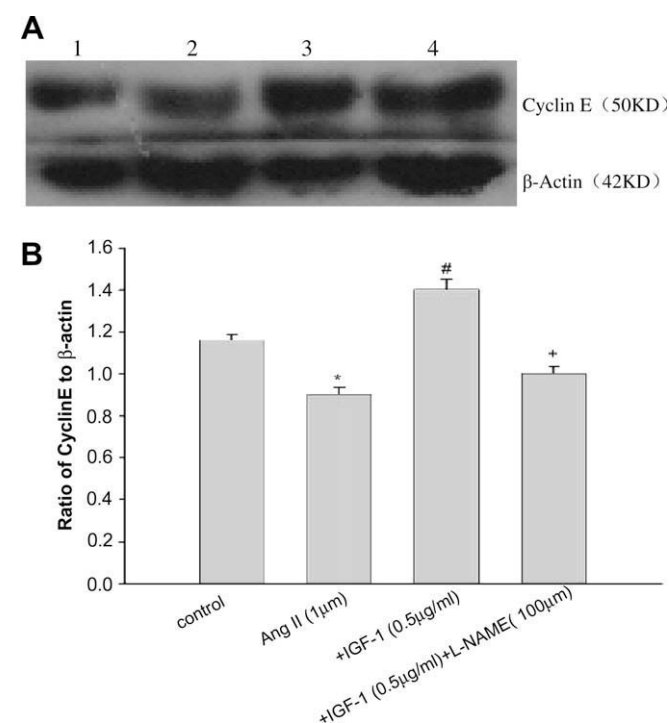 A
1 2 3 4
Cyclin E（50KD）
β-Actin（42KD）
B
Ratio of CyclinE to β-actin
1.6
1.4
1.2
1.0
0.8
0.6
0.4
0.2
0.0
*
#
+
control
Ang II (1μm)
+IGF-1 (0.5μg/ml)
+IGF-1 (0.5μg/ml)+L-NAME( 100μm)